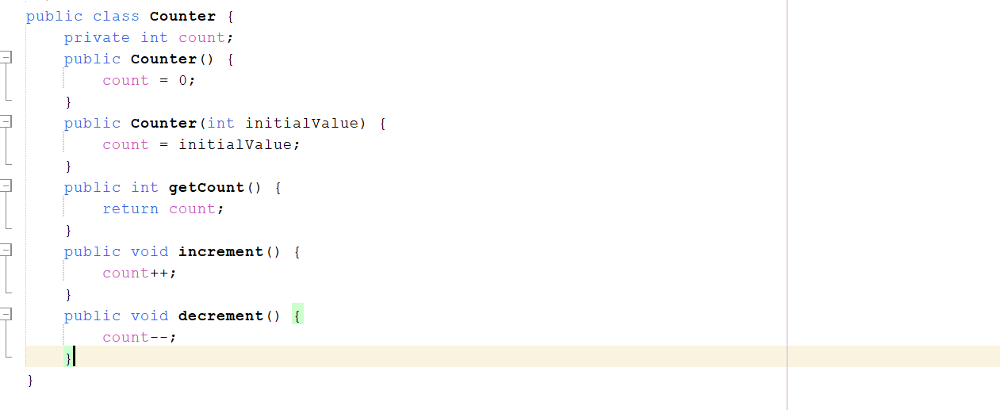 public class Counter {
    private int count;
    public Counter() {
        count = 0;
    }
    public Counter(int initialValue) {
        count = initialValue;
    }
    public int getCount() {
        return count;
    }
    public void increment() {
        count++;
    }
    public void decrement() {
        count--;
    }
}